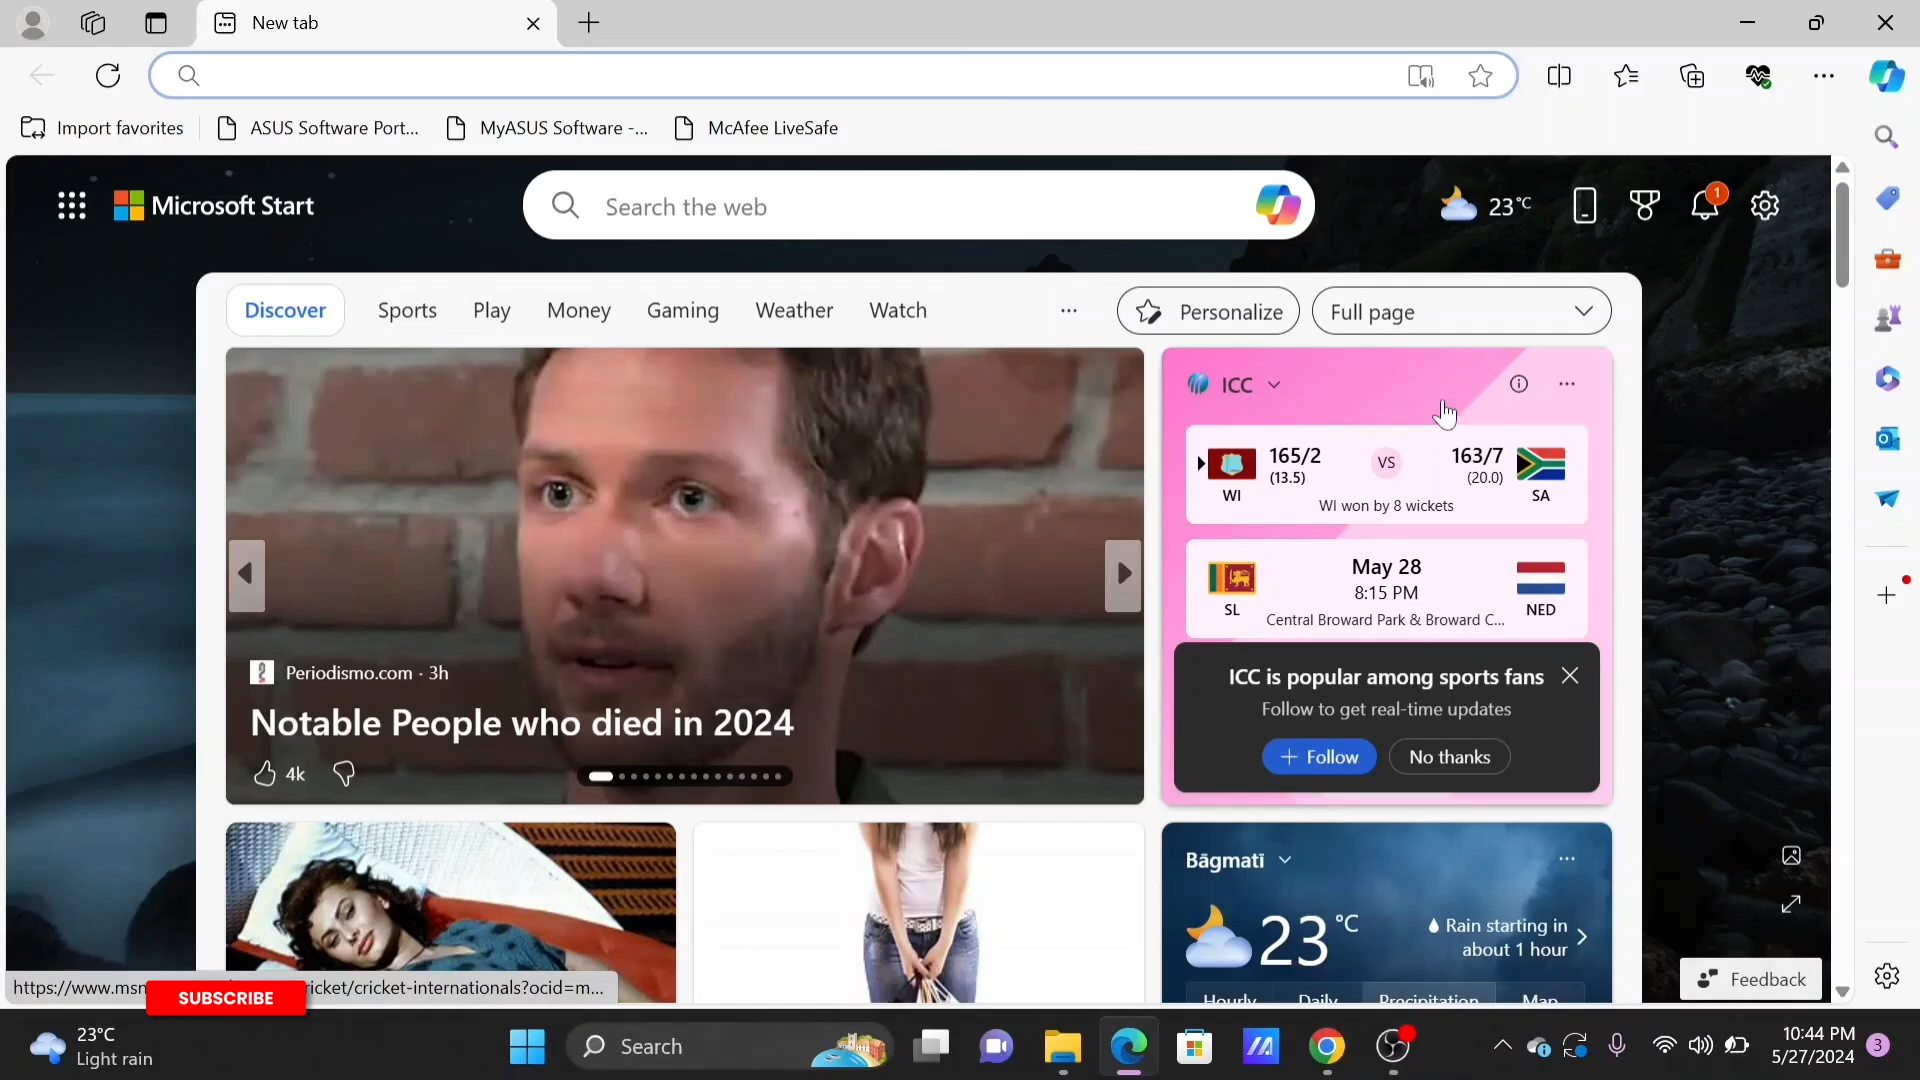 New tab
Import favorites
ASUS Software Port...
MyASUS Software -...
McAfee LiveSafe
Microsoft Start
Search the web
23°C
1
Discover
Sports
Play
Money
Gaming
Weather
Watch
Personalize
Full page
ICC
165/2
(13.5)
WI
VS
163/7
(20.0)
SA
WI won by 8 wickets
SL
May 28
8:15 PM
Central Broward Park & Broward C...
NED
ICC is popular among sports fans
Follow to get real-time updates
Follow
No thanks
Periodismo.com · 3h
Notable People who died in 2024
4k
Bāgmatī
23°C
Rain starting in
about 1 hour
Hourly
Daily
Precipitation
Map
Feedback
https://www.msn
icket/cricket-internationals?ocid=m...
SUBSCRIBE
23°C
Light rain
Search
10:44 PM
5/27/2024
3